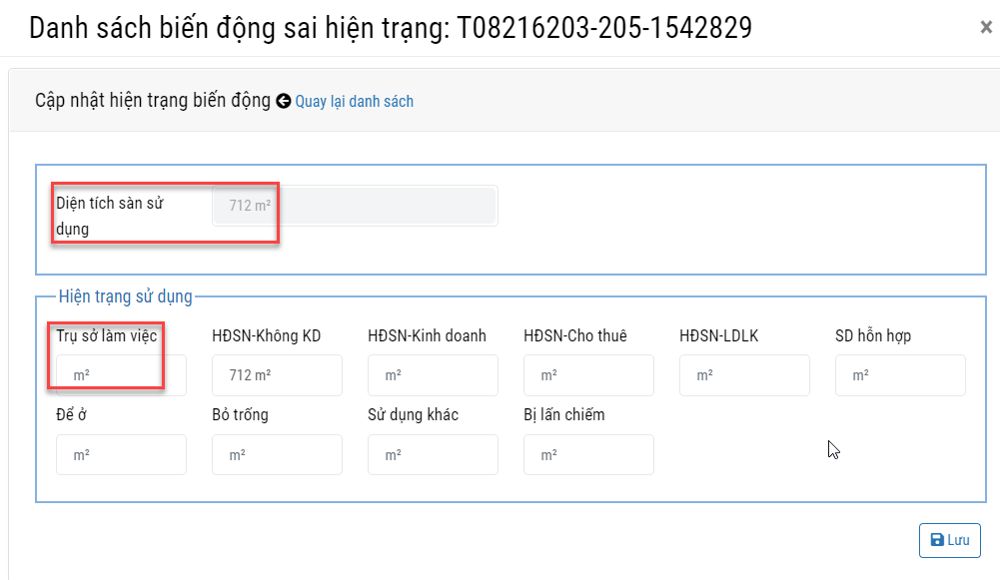 Danh sách biến động sai hiện trạng: T08216203-205-1542829
×
Cập nhật hiện trạng biến động Quay lại danh sách
Diện tích sàn sử
dụng
712 m²
Hiện trạng sử dụng
Trụ sở làm việc HĐSN-Không KD HĐSN-Kinh doanh HĐSN-Cho thuê HĐSN-LDLK SD hỗn hợp
m² 712 m² m² m² m² m²
Để ở Bỏ trống Sử dụng khác Bị lấn chiếm
m² m² m² m²
Lưu